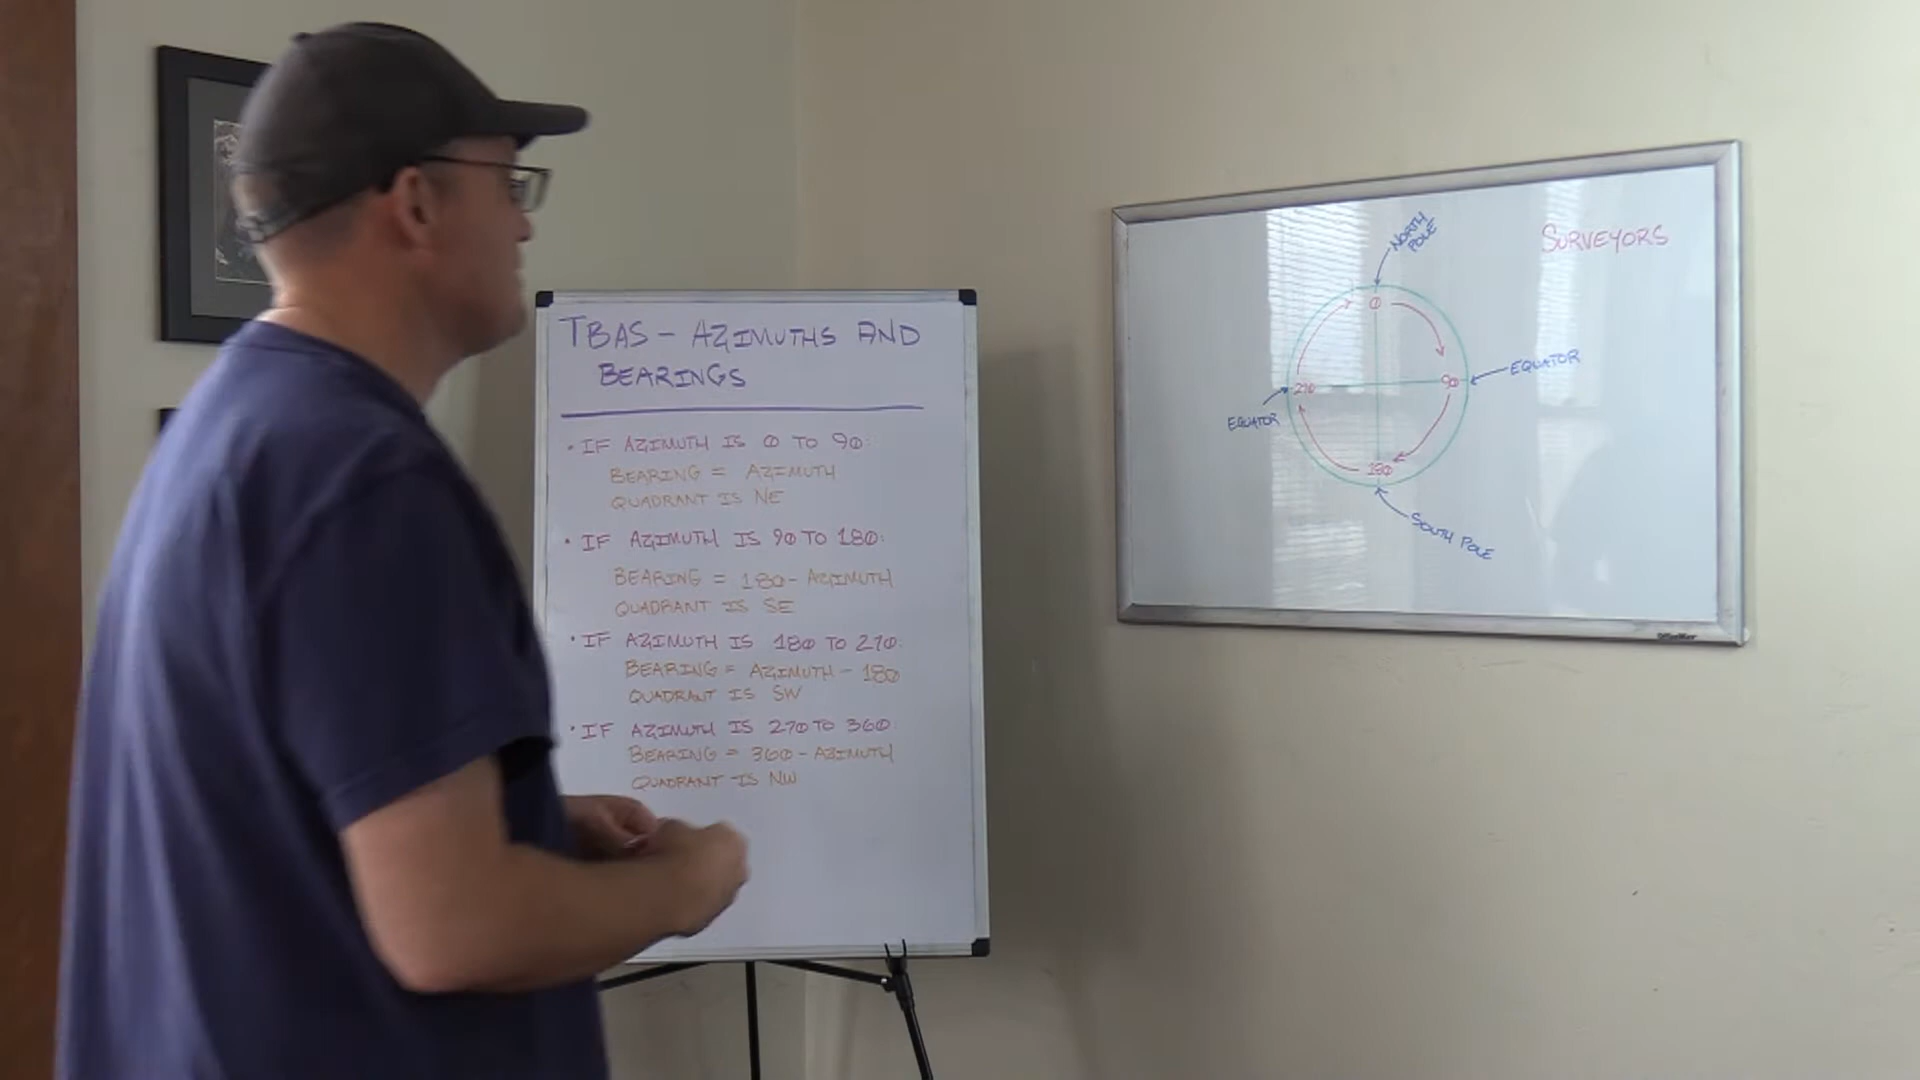 TBAS - AZIMUTHS AND
BEARINGS
• IF AZIMUTH IS 0 TO 90:
BEARING = AZIMUTH
QUADRANT IS NE
• IF AZIMUTH IS 90 TO 180:
BEARING = 180 - AZIMUTH
QUADRANT IS SE
• IF AZIMUTH IS 180 TO 270:
BEARING = AZIMUTH - 180
QUADRANT IS SW
• IF AZIMUTH IS 270 TO 360:
BEARING = 360 - AZIMUTH
QUADRANT IS NW
SURVEYORS
NORTH
POLE
0
EQUATOR
90
270
EQUATOR
180
SOUTH POLE
OfficeMax